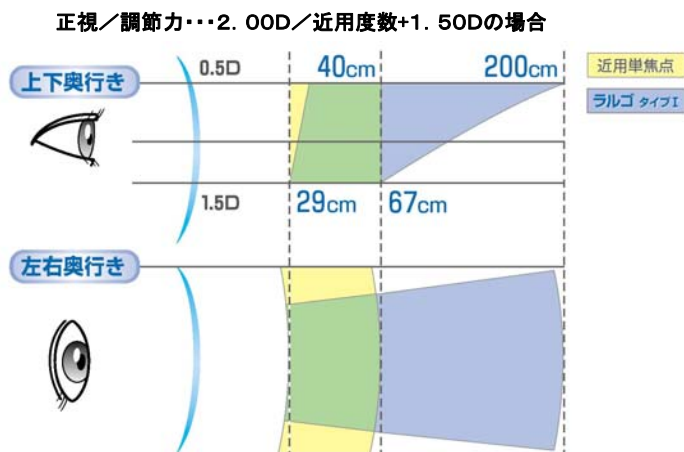 正視／調節力･･･２．００D／近用度数+１．５０Dの場合
上下奥行き
0.5D
40cm
200cm
近用単焦点
ラルゴ タイプI
1.5D
29cm
67cm
左右奥行き